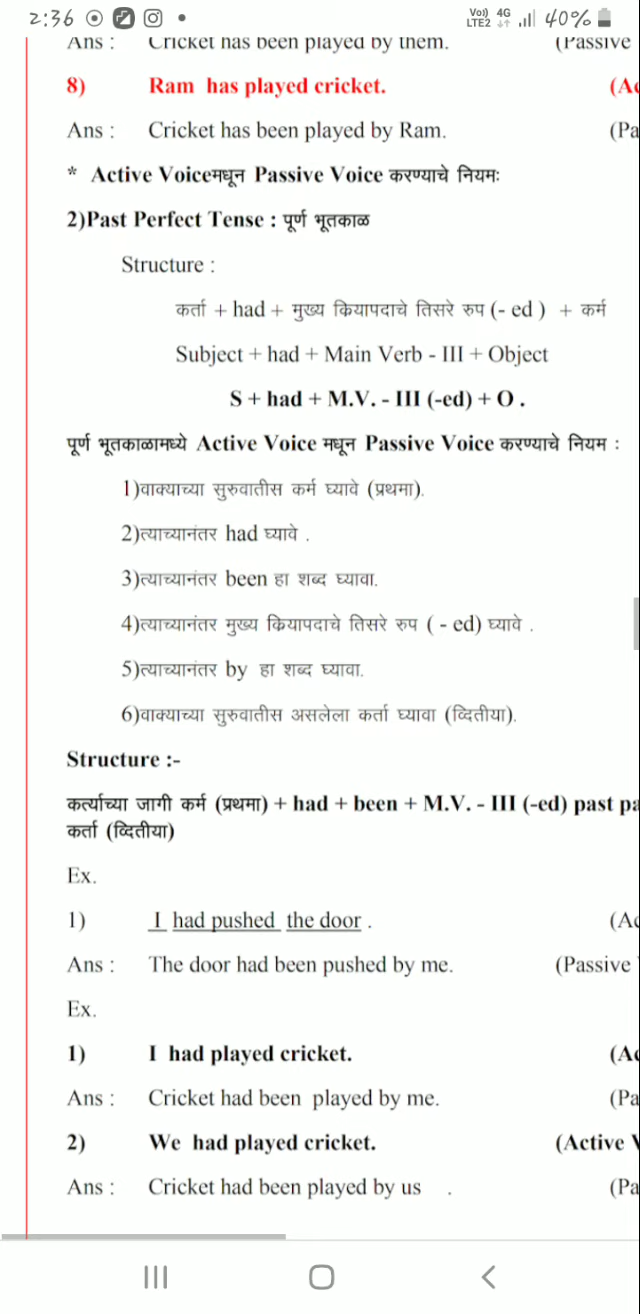 2:36
Vo)) 4G
LTE2 40%
Ans : Cricket has been played by them. (Passive
8) Ram has played cricket. (Ac
Ans : Cricket has been played by Ram. (Pa
* Active Voiceमधून Passive Voice करण्याचे नियमः
2)Past Perfect Tense : पूर्ण भूतकाळ
Structure :
कर्ता + had + मुख्य कियापदाचे तिसरे रुप (- ed ) + कर्म
Subject + had + Main Verb - III + Object
S + had + M.V. - III (-ed) + O .
पूर्ण भूतकाळामध्ये Active Voice मधून Passive Voice करण्याचे नियम :
1)वाक्याच्या सुरुवातीस कर्म घ्यावे (प्रथमा).
2)त्याच्यानंतर had घ्यावे .
3)त्याच्यानंतर been हा शब्द घ्यावा.
4)त्याच्यानंतर मुख्य कियापदाचे तिसरे रुप ( - ed) घ्यावे .
5)त्याच्यानंतर by हा शब्द घ्यावा.
6)वाक्याच्या सुरुवातीस असलेला कर्ता घ्यावा (व्दितीया).
Structure :-
कर्त्याच्या जागी कर्म (प्रथमा) + had + been + M.V. - III (-ed) past pa
कर्ता (व्दितीया)
Ex.
1) I had pushed the door . (Ac
Ans : The door had been pushed by me. (Passive
Ex.
1) I had played cricket. (Ac
Ans : Cricket had been played by me. (Pa
2) We had played cricket. (Active V
Ans : Cricket had been played by us . (Pa